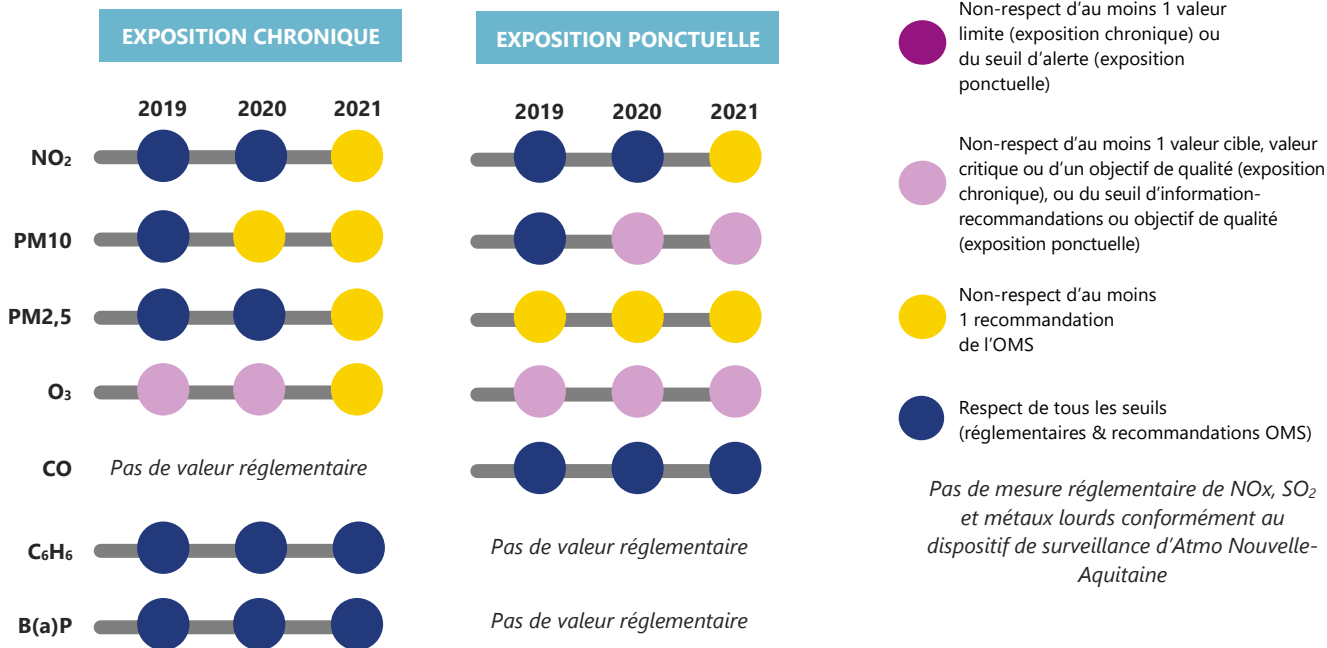 EXPOSITION CHRONIQUE
2019 2020 2021
NO₂
PM10
PM2,5
O₃
CO Pas de valeur réglementaire
C₆H₆
B(a)P
EXPOSITION PONCTUELLE
2019 2020 2021
Pas de valeur réglementaire
Pas de valeur réglementaire
Non-respect d'au moins 1 valeur
limite (exposition chronique) ou
du seuil d'alerte (exposition
ponctuelle)
Non-respect d'au moins 1 valeur cible, valeur
critique ou d'un objectif de qualité (exposition
chronique), ou du seuil d'information-
recommandations ou objectif de qualité
(exposition ponctuelle)
Non-respect d'au moins
1 recommandation
de l'OMS
Respect de tous les seuils
(réglementaires & recommandations OMS)
Pas de mesure réglementaire de NOx, SO₂
et métaux lourds conformément au
dispositif de surveillance d'Atmo Nouvelle-
Aquitaine